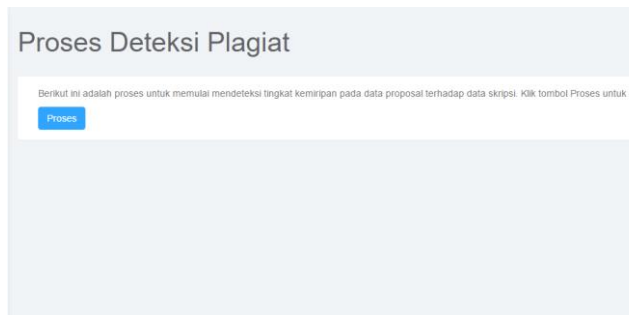 Proses Deteksi Plagiat
Berikut ini adalah proses untuk memulai mendeteksi tingkat kemiripan pada data proposal terhadap data skripsi. Klik tombol Proses untuk
Proses